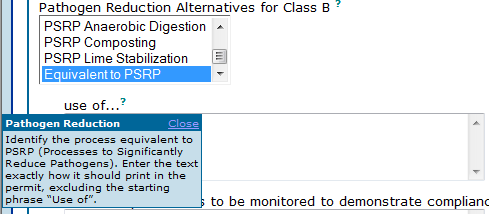 Pathogen Reduction Alternatives for Class B ?
PSRP Anaerobic Digestion
PSRP Composting
PSRP Lime Stabilization
Equivalent to PSRP
use of...?
Pathogen Reduction Close
Identify the process equivalent to
PSRP (Processes to Significantly
Reduce Pathogens). Enter the text
exactly how it should print in the
permit, excluding the starting
phrase "Use of".
s to be monitored to demonstrate complianc